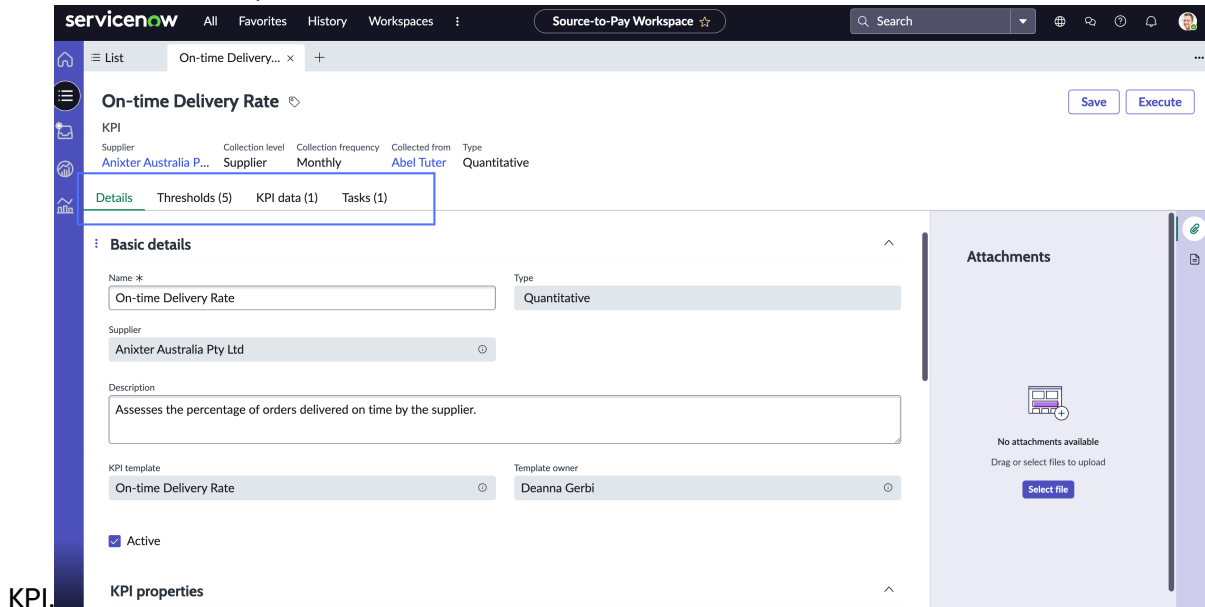 servicenow All Favorites History Workspaces Source-to-Pay Workspace Search
List On-time Delivery... × +
On-time Delivery Rate Save Execute
KPI
Supplier Collection level Collection frequency Collected from Type
Anixter Australia P... Supplier Monthly Abel Tuter Quantitative
Details Thresholds (5) KPI data (1) Tasks (1)
Basic details
Attachments
Name * Type
On-time Delivery Rate Quantitative
Supplier
Anixter Australia Pty Ltd
Description
Assesses the percentage of orders delivered on time by the supplier.
No attachments available
Drag or select files to upload
KPI template Template owner
On-time Delivery Rate Deanna Gerbi
Select file
Active
KPI properties
KPI.